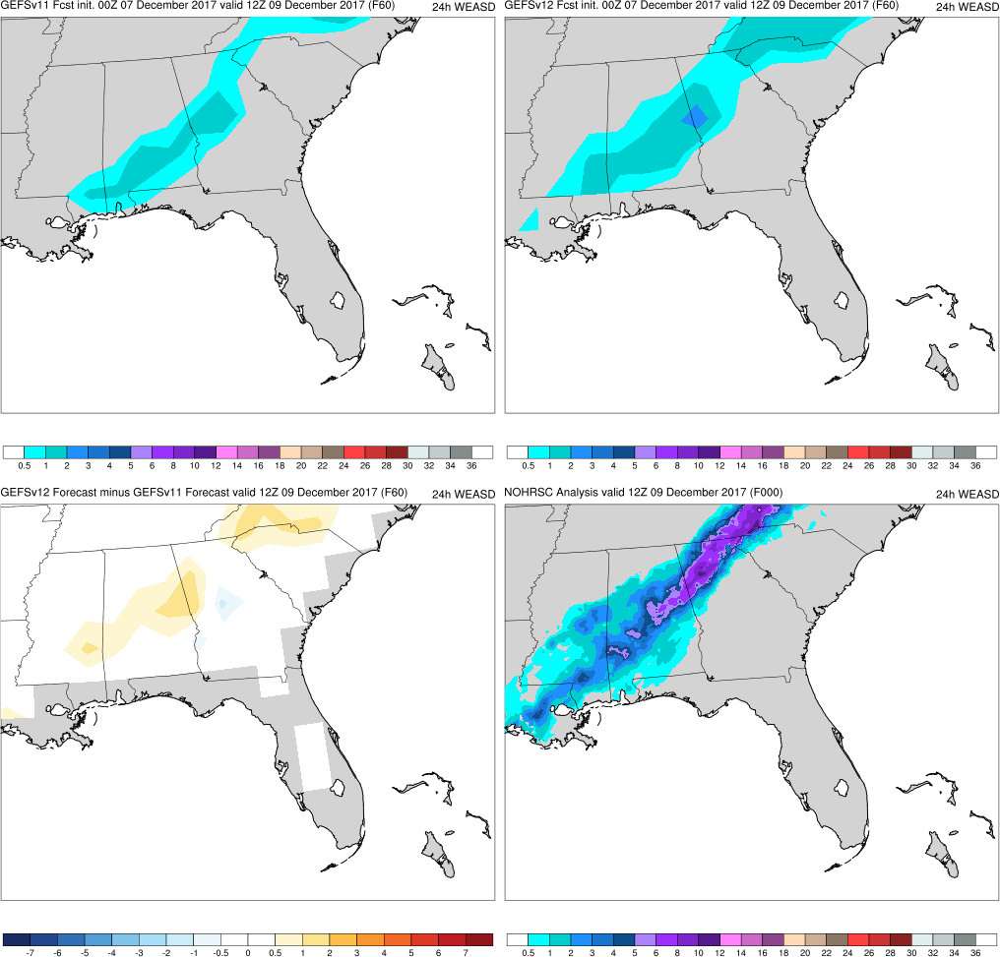 GEFSv11 Fcst init. 00Z 07 December 2017 valid 12Z 09 December 2017 (F60) 24h WEASD
0.5 1 2 3 4 5 6 8 10 12 14 16 18 20 22 24 26 28 30 32 34 36
GEFSv12 Fcst init. 00Z 07 December 2017 valid 12Z 09 December 2017 (F60) 24h WEASD
0.5 1 2 3 4 5 6 8 10 12 14 16 18 20 22 24 26 28 30 32 34 36
GEFSv12 Forecast minus GEFSv11 Forecast valid 12Z 09 December 2017 (F60) 24h WEASD
-7 -6 -5 -4 -3 -2 -1 -0.5 0 0.5 1 2 3 4 5 6 7
NOHRSC Analysis valid 12Z 09 December 2017 (F000) 24h WEASD
0.5 1 2 3 4 5 6 8 10 12 14 16 18 20 22 24 26 28 30 32 34 36